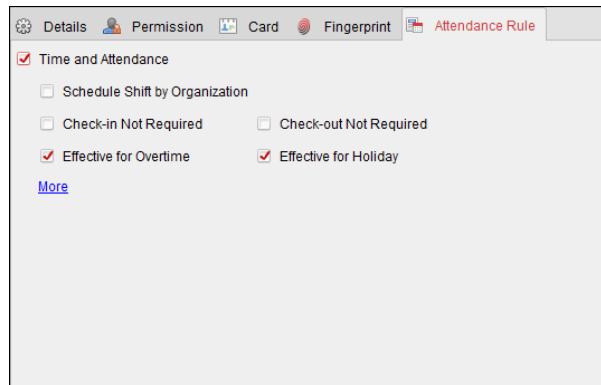 Details Permission Card Fingerprint Attendance Rule
Time and Attendance
Schedule Shift by Organization
Check-in Not Required Check-out Not Required
Effective for Overtime Effective for Holiday
More